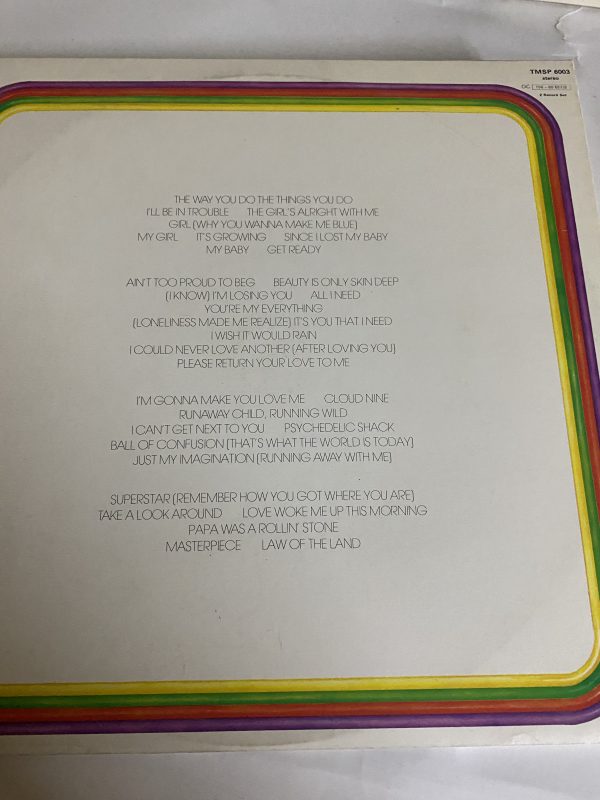 TMSP 6003
stereo
2 Record Set
THE WAY YOU DO THE THINGS YOU DO
I'LL BE IN TROUBLE THE GIRL'S ALRIGHT WITH ME
GIRL (WHY YOU WANNA MAKE ME BLUE)
MY GIRL IT'S GROWING SINCE I LOST MY BABY
MY BABY GET READY
AIN'T TOO PROUD TO BEG BEAUTY IS ONLY SKIN DEEP
(I KNOW) I'M LOSING YOU ALL I NEED
YOU'RE MY EVERYTHING
(LONELINESS MADE ME REALIZE) IT'S YOU THAT I NEED
I WISH IT WOULD RAIN
I COULD NEVER LOVE ANOTHER (AFTER LOVING YOU)
PLEASE RETURN YOUR LOVE TO ME
I'M GONNA MAKE YOU LOVE ME CLOUD NINE
RUNAWAY CHILD, RUNNING WILD
I CAN'T GET NEXT TO YOU PSYCHEDELIC SHACK
BALL OF CONFUSION (THAT'S WHAT THE WORLD IS TODAY)
JUST MY IMAGINATION (RUNNING AWAY WITH ME)
SUPERSTAR (REMEMBER HOW YOU GOT WHERE YOU ARE)
TAKE A LOOK AROUND LOVE WOKE ME UP THIS MORNING
PAPA WAS A ROLLIN' STONE
MASTERPIECE LAW OF THE LAND